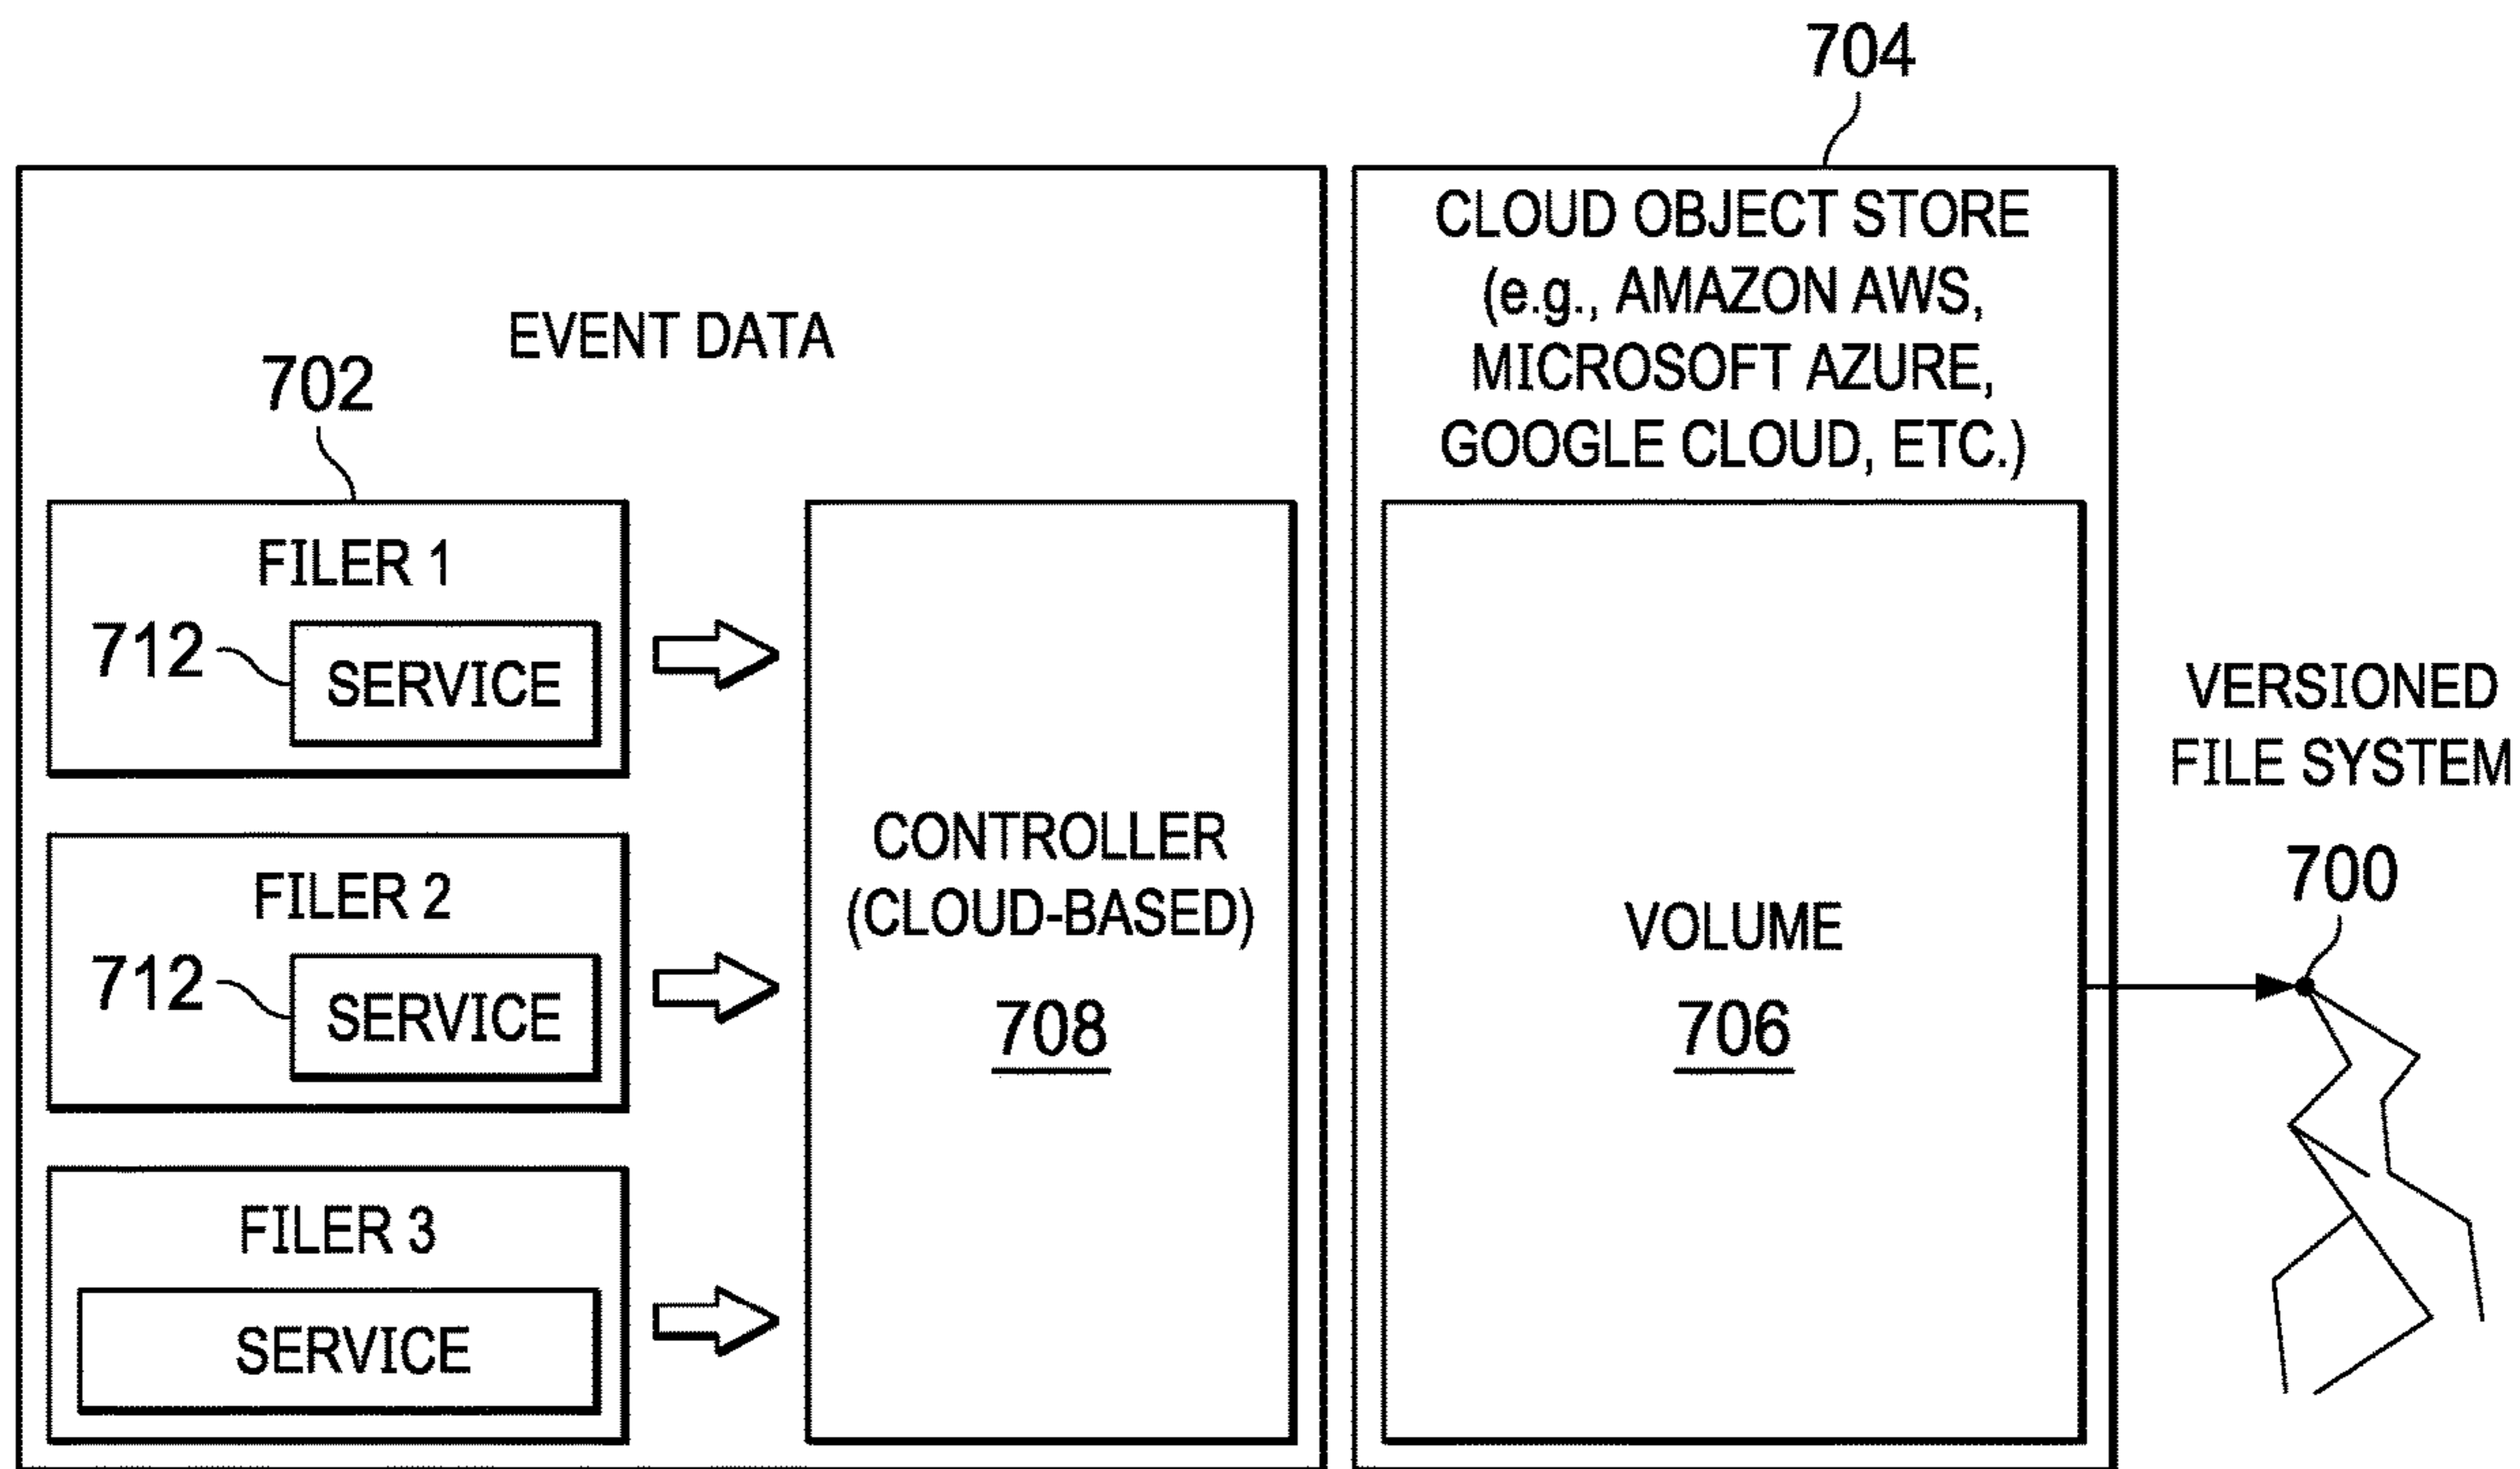 704
CLOUD OBJECT STORE
(e.g., AMAZON AWS,
MICROSOFT AZURE,
GOOGLE CLOUD, ETC.)
EVENT DATA
702
FILER 1
712
SERVICE
FILER 2
712
SERVICE
FILER 3
SERVICE
CONTROLLER
(CLOUD-BASED)
708
VOLUME
706
VERSIONED
FILE SYSTEM
700